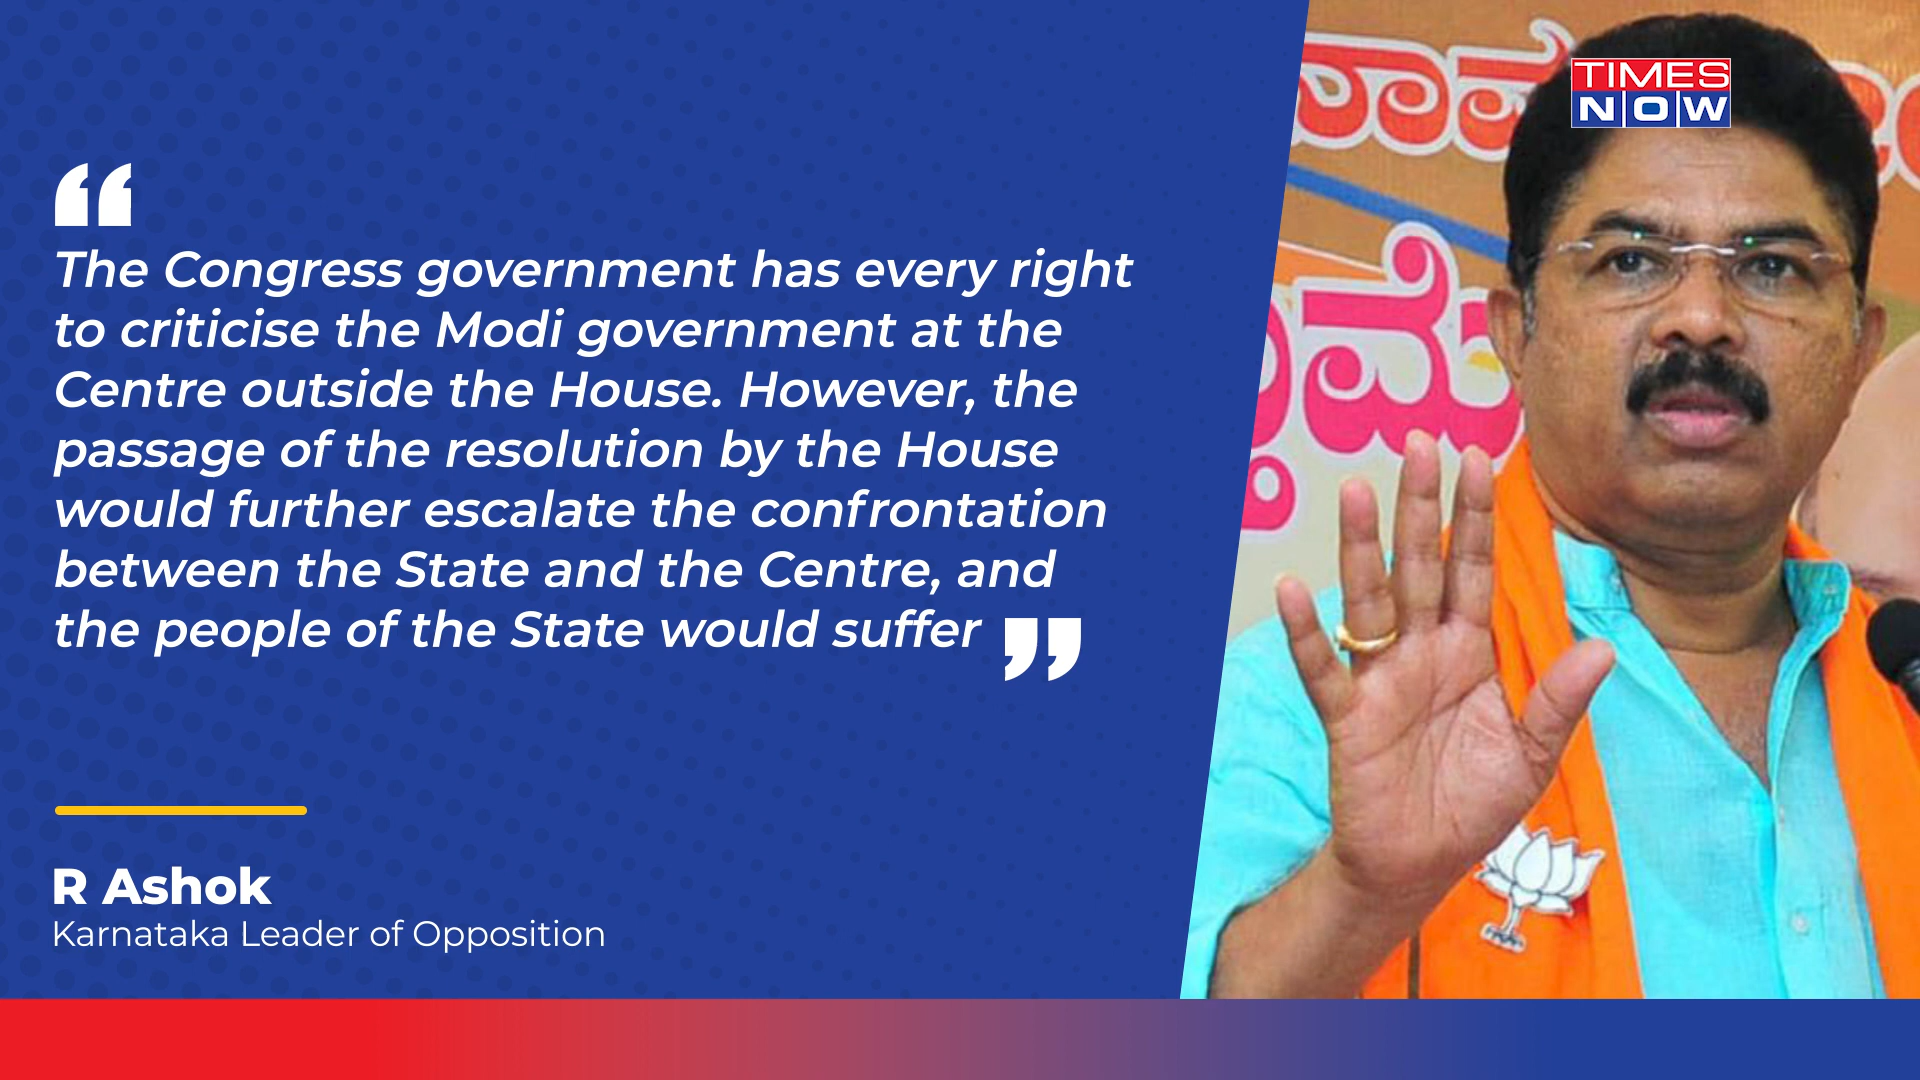 TIMES
NOW
“
The Congress government has every right
to criticise the Modi government at the
Centre outside the House. However, the
passage of the resolution by the House
would further escalate the confrontation
between the State and the Centre, and
the people of the State would suffer ”
R Ashok
Karnataka Leader of Opposition